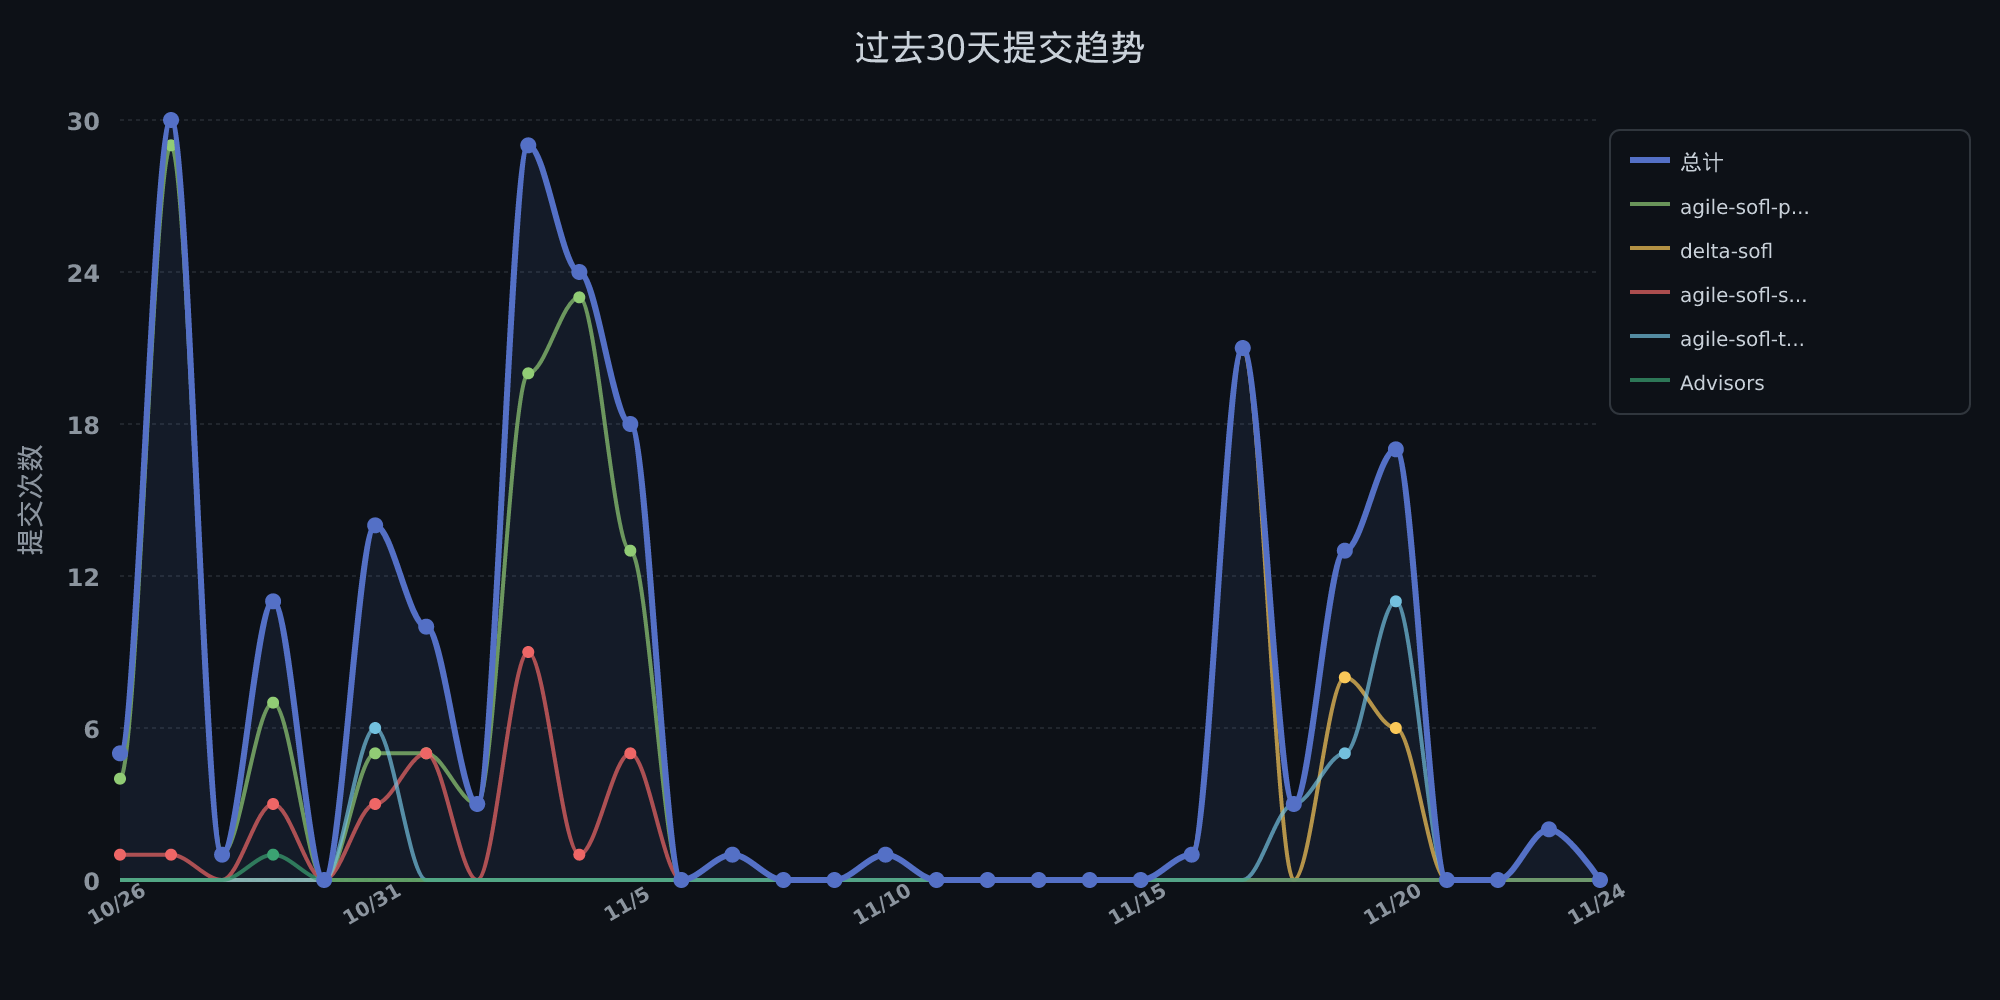 过去30天提交趋势
提交次数
30
24
18
12
6
0
10/26
10/31
11/5
11/10
11/15
11/20
11/24
总计
agile-sofl-p...
delta-sofl
agile-sofl-s...
agile-sofl-t...
Advisors